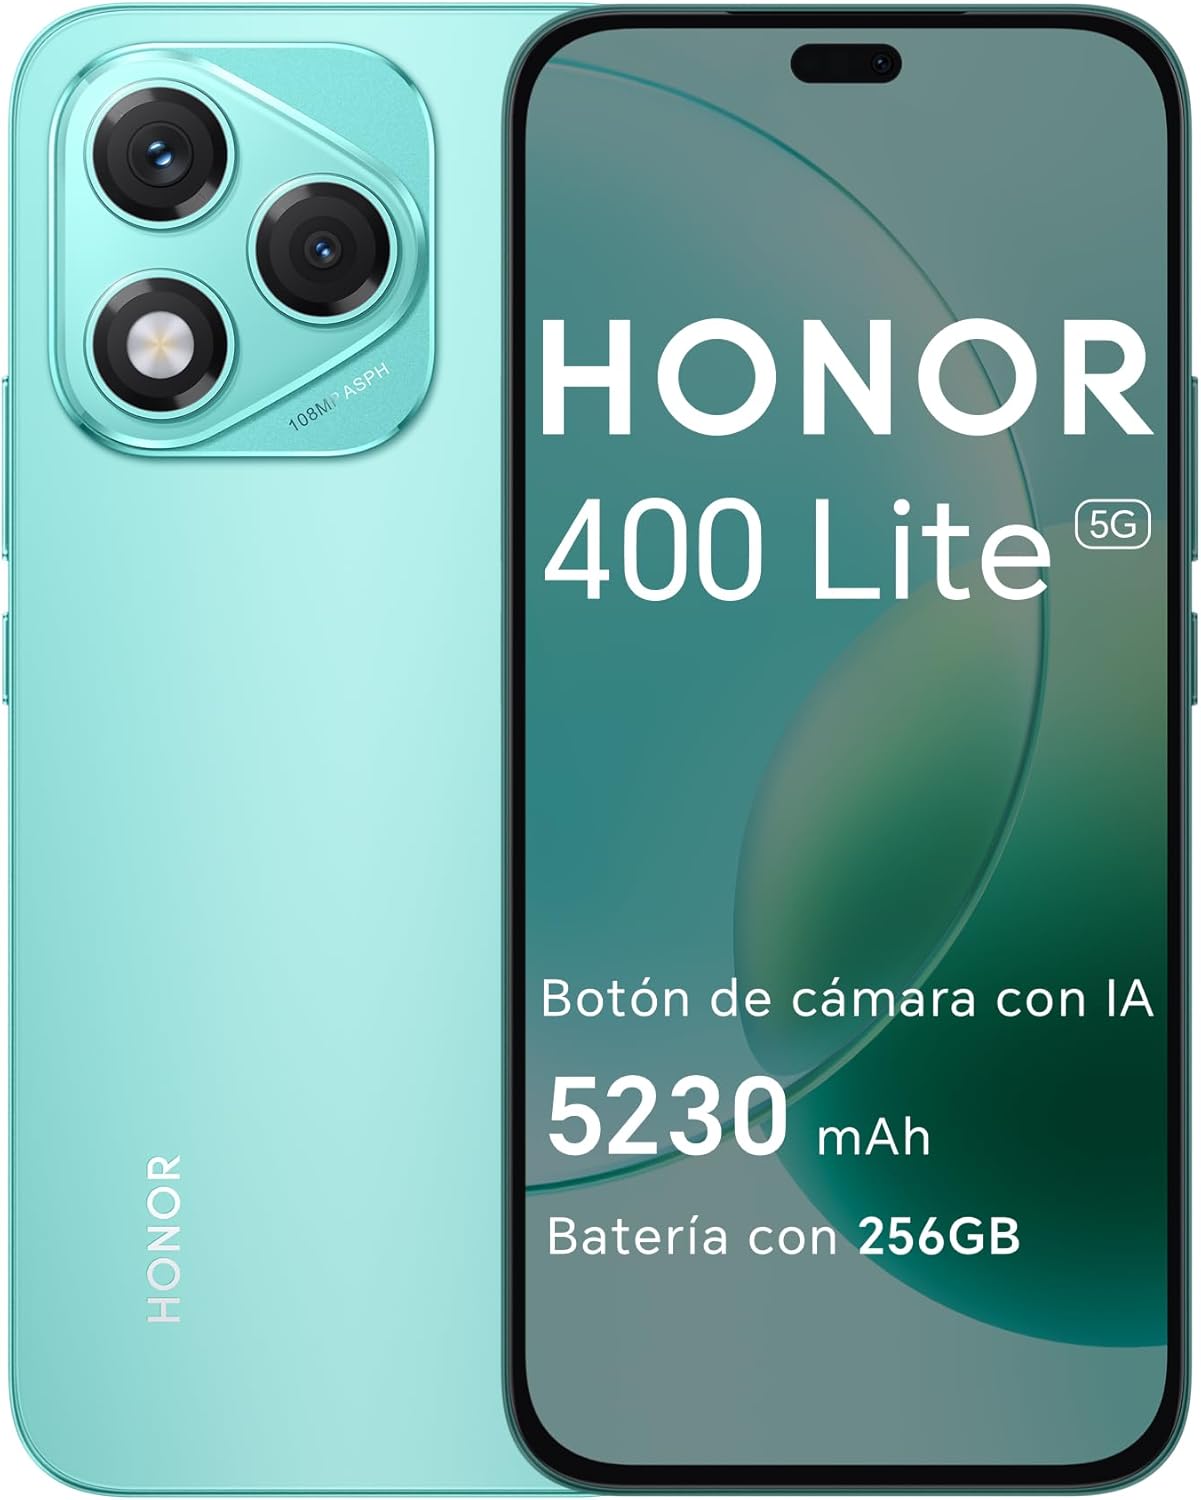 108MP ASPH
HONOR
HONOR
400 Lite 5G
Botón de cámara con IA
5230 mAh
Batería con 256GB